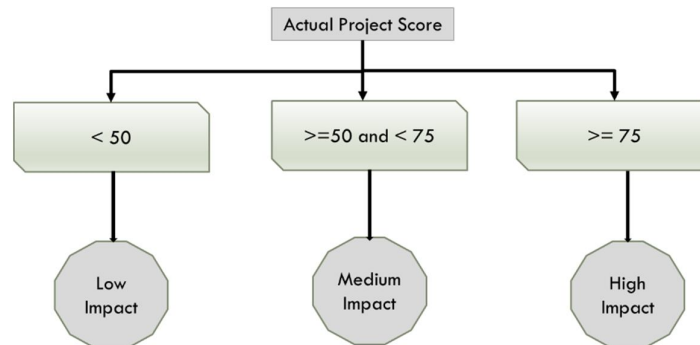 Actual Project Score
< 50
>=50 and < 75
>= 75
Low
Impact
Medium
Impact
High
Impact